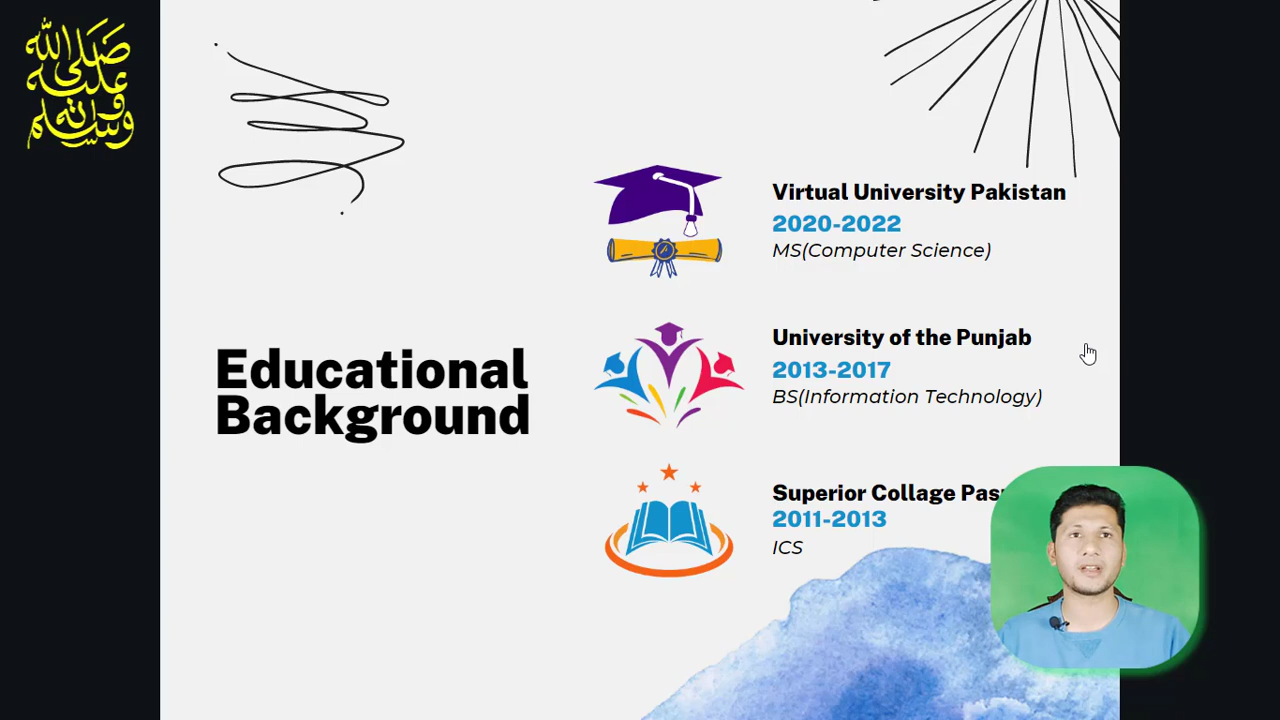 صلى الله
عليه
وآله
وسلم
Virtual University Pakistan
2020-2022
MS(Computer Science)
University of the Punjab
2013-2017
BS(Information Technology)
Educational
Background
Superior Collage
2011-2013
ICS